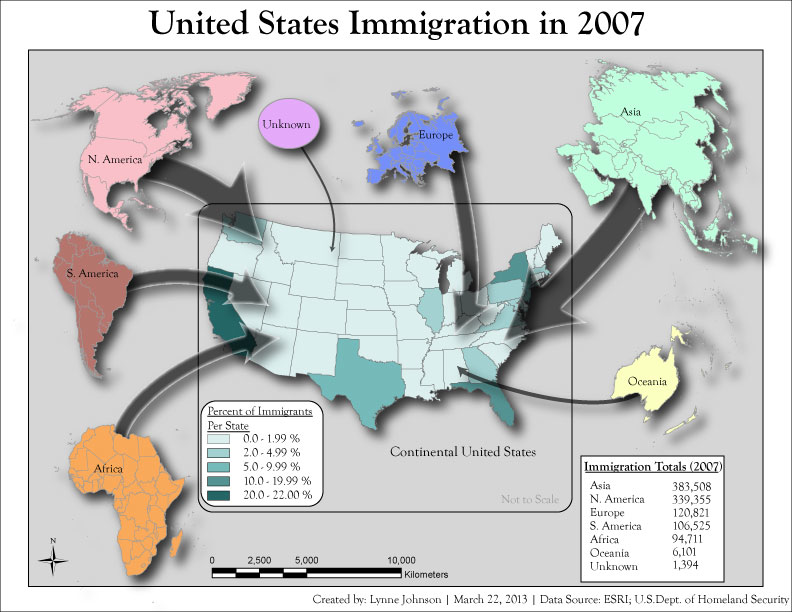 United States Immigration in 2007
Unknown
Europe
Asia
N. America
S. America
Oceania
Africa
Percent of Immigrants
Per State
0.0 - 1.99 %
2.0 - 4.99 %
5.0 - 9.99 %
10.0 - 19.99 %
20.0 - 22.00 %
Continental United States
Not to Scale
Immigration Totals (2007)
Asia 383,508
N. America 339,355
Europe 120,821
S. America 106,525
Africa 94,711
Oceania 6,101
Unknown 1,394
N
0 2,500 5,000 10,000
Kilometers
Created by: Lynne Johnson | March 22, 2013 | Data Source: ESRI; U.S.Dept. of Homeland Security